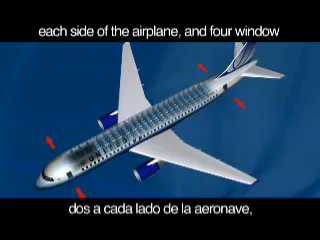 each side of the airplane, and four window
dos a cada lado de la aeronave,